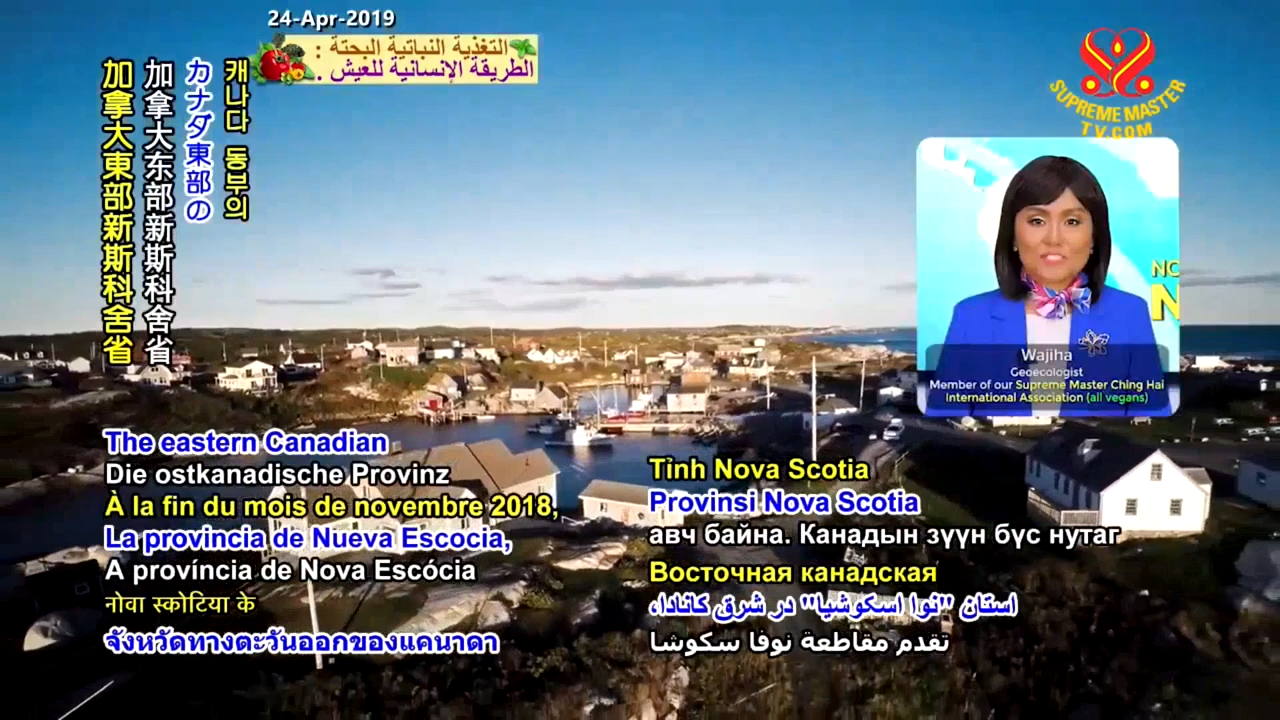 24-Apr-2019
التغذية النباتية البحتة :
الطريقة الإنسانية للعيش .
SUPREME MASTER
TV.COM
캐나다 동부의
カナダ東部の
加拿大东部新斯科舍省
加拿大東部新斯科舍省
NO
N
Wajiha
Geoecologist
Member of our Supreme Master Ching Hai
International Association (all vegans)
The eastern Canadian
Die ostkanadische Provinz
À la fin du mois de novembre 2018,
La provincia de Nueva Escocia,
A província de Nova Escócia
नोवा स्कोटिया के
จังหวัดทางตะวันออกของแคนาดา
Tỉnh Nova Scotia
Provinsi Nova Scotia
авч байна. Канадын зүүн бүс нутаг
Восточная канадская
استان "نوا اسکوشیا" در شرق کانادا،
تقدم مقاطعة نوفا سكوشا